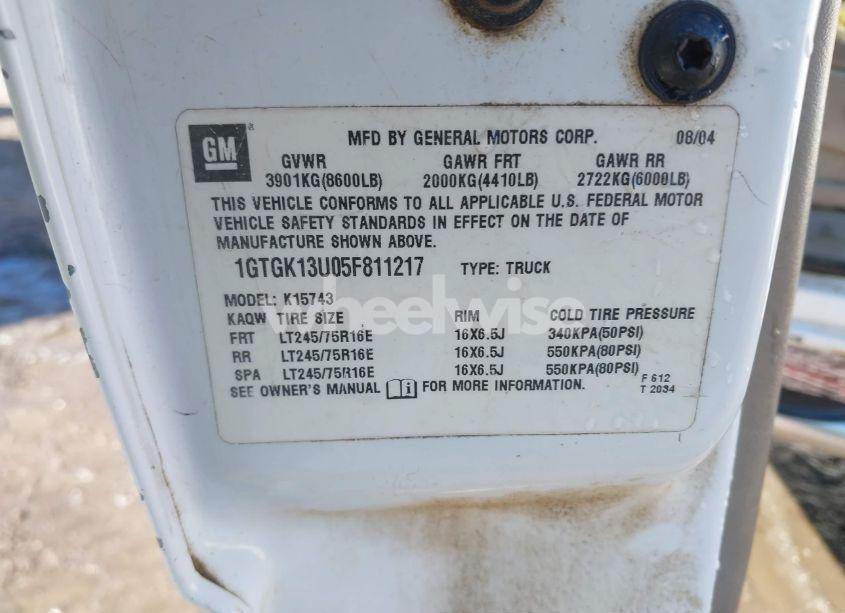 GM
MFD BY GENERAL MOTORS CORP. 08/04
GVWR GAWR FRT GAWR RR
3901KG(8600LB) 2000KG(4410LB) 2722KG(6000LB)
THIS VEHICLE CONFORMS TO ALL APPLICABLE U.S. FEDERAL MOTOR
VEHICLE SAFETY STANDARDS IN EFFECT ON THE DATE OF
MANUFACTURE SHOWN ABOVE.
1GTGK13U05F811217 TYPE: TRUCK
MODEL: K15743
KAQW TIRE SIZE RIM COLD TIRE PRESSURE
FRT LT245/75R16E 16X6.5J 340KPA(50PSI)
RR LT245/75R16E 16X6.5J 550KPA(80PSI)
SPA LT245/75R16E 16X6.5J 550KPA(80PSI)
SEE OWNER'S MANUAL FOR MORE INFORMATION.
F 612
T 2034
wheelwise